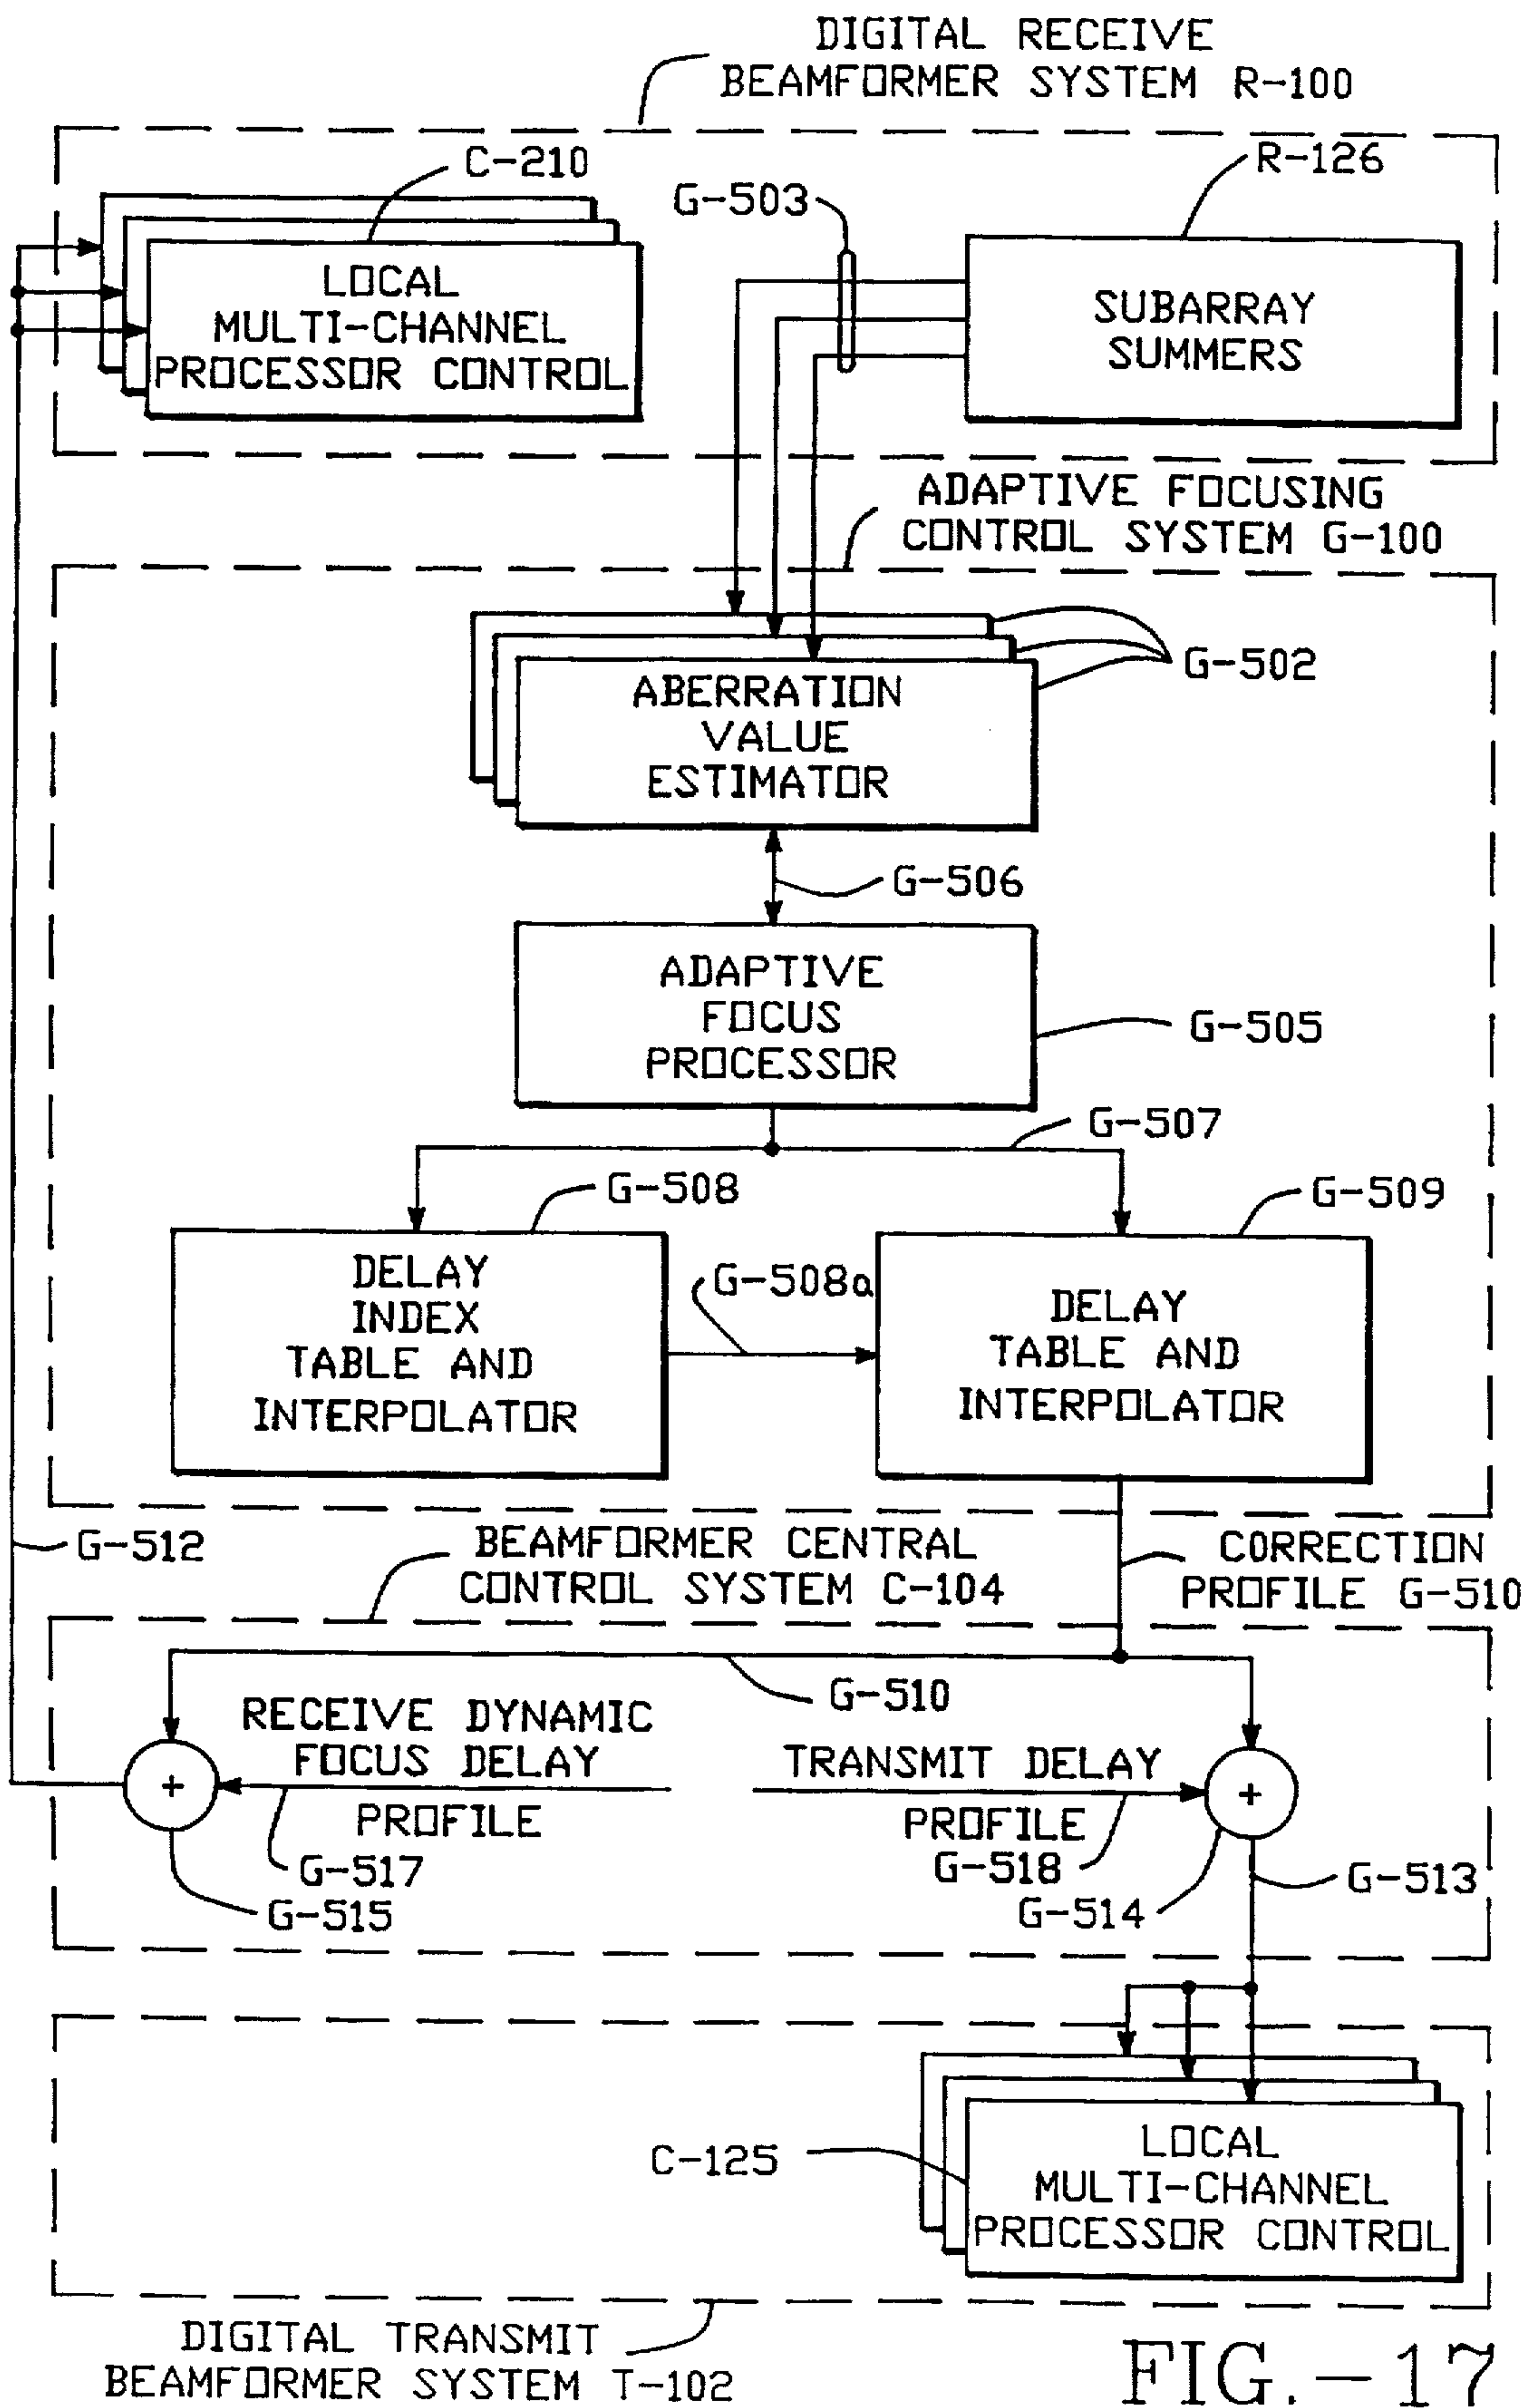 DIGITAL RECEIVE
BEAMFORMER SYSTEM R-100
C-210
R-126
G-503
LOCAL
MULTI-CHANNEL
PROCESSOR CONTROL
SUBARRAY
SUMMERS
ADAPTIVE FOCUSING
CONTROL SYSTEM G-100
G-502
ABERRATION
VALUE
ESTIMATOR
G-506
ADAPTIVE
FOCUS
PROCESSOR
G-505
G-507
G-508
G-509
DELAY
INDEX
TABLE AND
INTERPOLATOR
G-508a
DELAY
TABLE AND
INTERPOLATOR
G-512
BEAMFORMER CENTRAL
CONTROL SYSTEM C-104
CORRECTION
PROFILE G-510
G-510
RECEIVE DYNAMIC
FOCUS DELAY
PROFILE
TRANSMIT DELAY
PROFILE
+
+
G-517
G-518
G-513
G-515
G-514
C-125
LOCAL
MULTI-CHANNEL
PROCESSOR CONTROL
DIGITAL TRANSMIT
BEAMFORMER SYSTEM T-102
FIG.-17